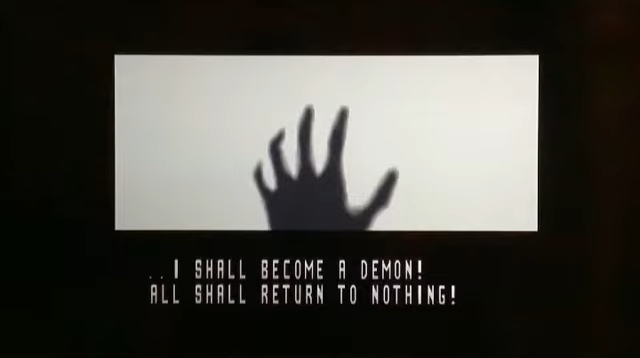 ..I SHALL BECOME A DEMON!
ALL SHALL RETURN TO NOTHING!